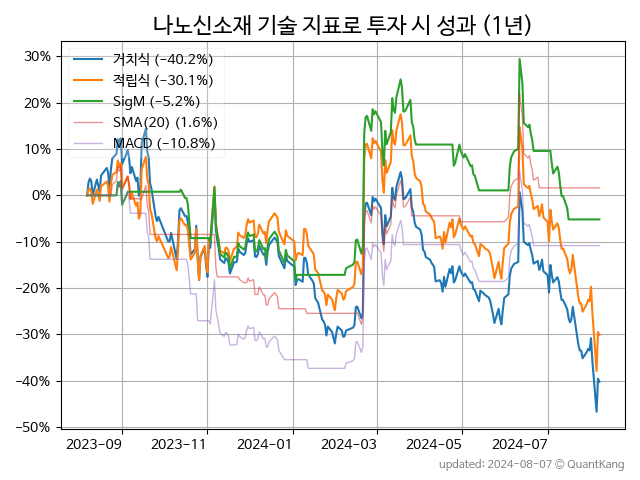 나노신소재 기술 지표로 투자 시 성과 (1년)
거치식 (−40.2%)
적립식 (−30.1%)
SigM (−5.2%)
SMA(20) (1.6%)
MACD (−10.8%)
30%
20%
10%
0%
−10%
−20%
−30%
−40%
−50%
2023-09
2023-11
2024-01
2024-03
2024-05
2024-07
updated: 2024-08-07 © QuantKang